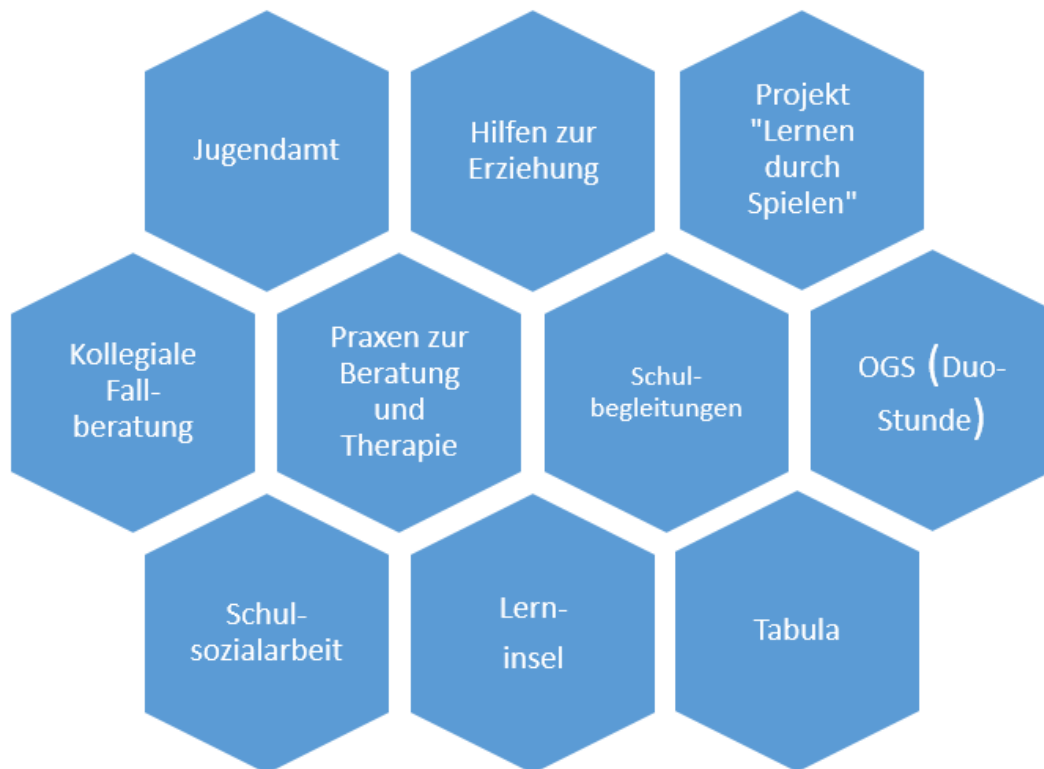 Jugendamt
Hilfen zur
Erziehung
Projekt
"Lernen
durch
Spielen"
Kollegiale
Fall-
beratung
Praxen zur
Beratung
und
Therapie
Schul-
begleitungen
OGS (Duo-
Stunde)
Schul-
sozialarbeit
Lern-
insel
Tabula